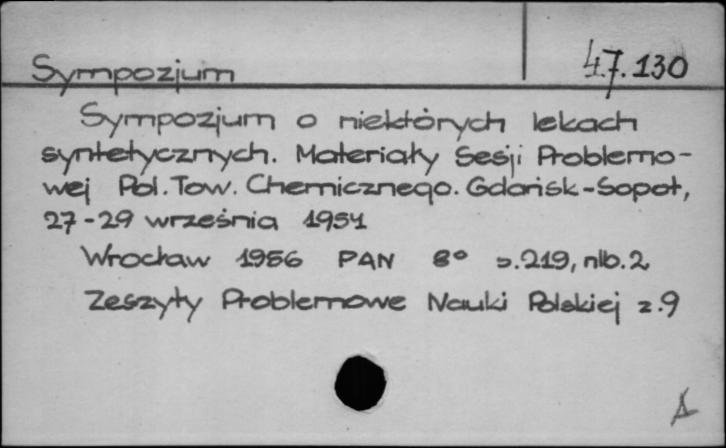 Sympozjum
47.130
Sympozjum o niektórych lekach
syntetycznych. Materiały Sesji Problemo-
wej Pol. Tow. Chemicznego. Gdańsk-Sopot,
27-29 września 1954
Wrocław 1956 PAN 8° s.219, nlb.2
Zeszyty Problemowe Nauki Polskiej z.9